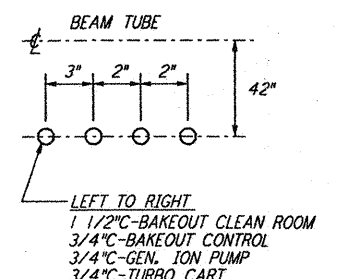 BEAM TUBE
℄
3" 2" 2"
42"
LEFT TO RIGHT
1 1/2"C-BAKEOUT CLEAN ROOM
3/4"C-BAKEOUT CONTROL
3/4"C-GEN. ION PUMP
3/4"C-TURBO CART